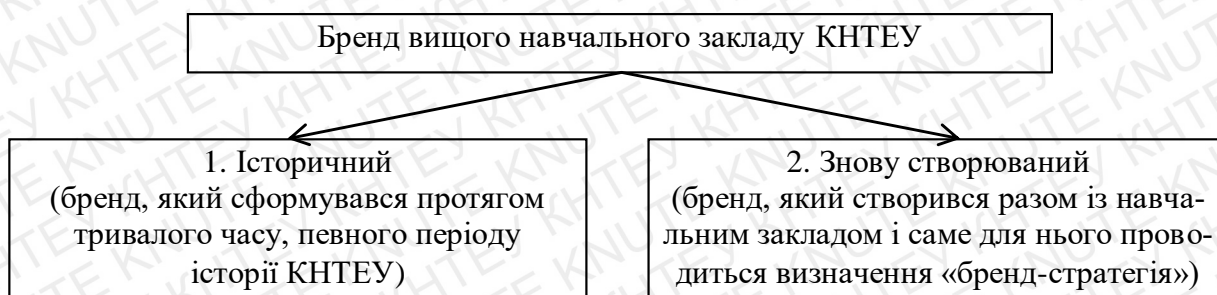 Бренд вищого навчального закладу КНТЕУ
1. Історичний
(бренд, який сформувався протягом
тривалого часу, певного періоду
історії КНТЕУ)
2. Знову створюваний
(бренд, який створився разом із навча-
льним закладом і саме для нього прово-
диться визначення «бренд-стратегія»)